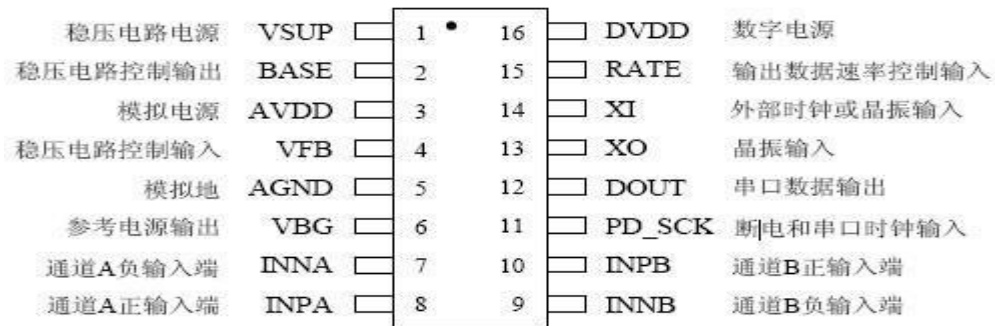 稳压电路电源 VSUP 1 16 DVDD 数字电源
稳压电路控制输出 BASE 2 15 RATE 输出数据速率控制输入
模拟电源 AVDD 3 14 XI 外部时钟或晶振输入
稳压电路控制输入 VFB 4 13 XO 晶振输入
模拟地 AGND 5 12 DOUT 串口数据输出
参考电源输出 VBG 6 11 PD_SCK 断电和串口时钟输入
通道A负输入端 INNA 7 10 INPB 通道B正输入端
通道A正输入端 INPA 8 9 INNB 通道B负输入端